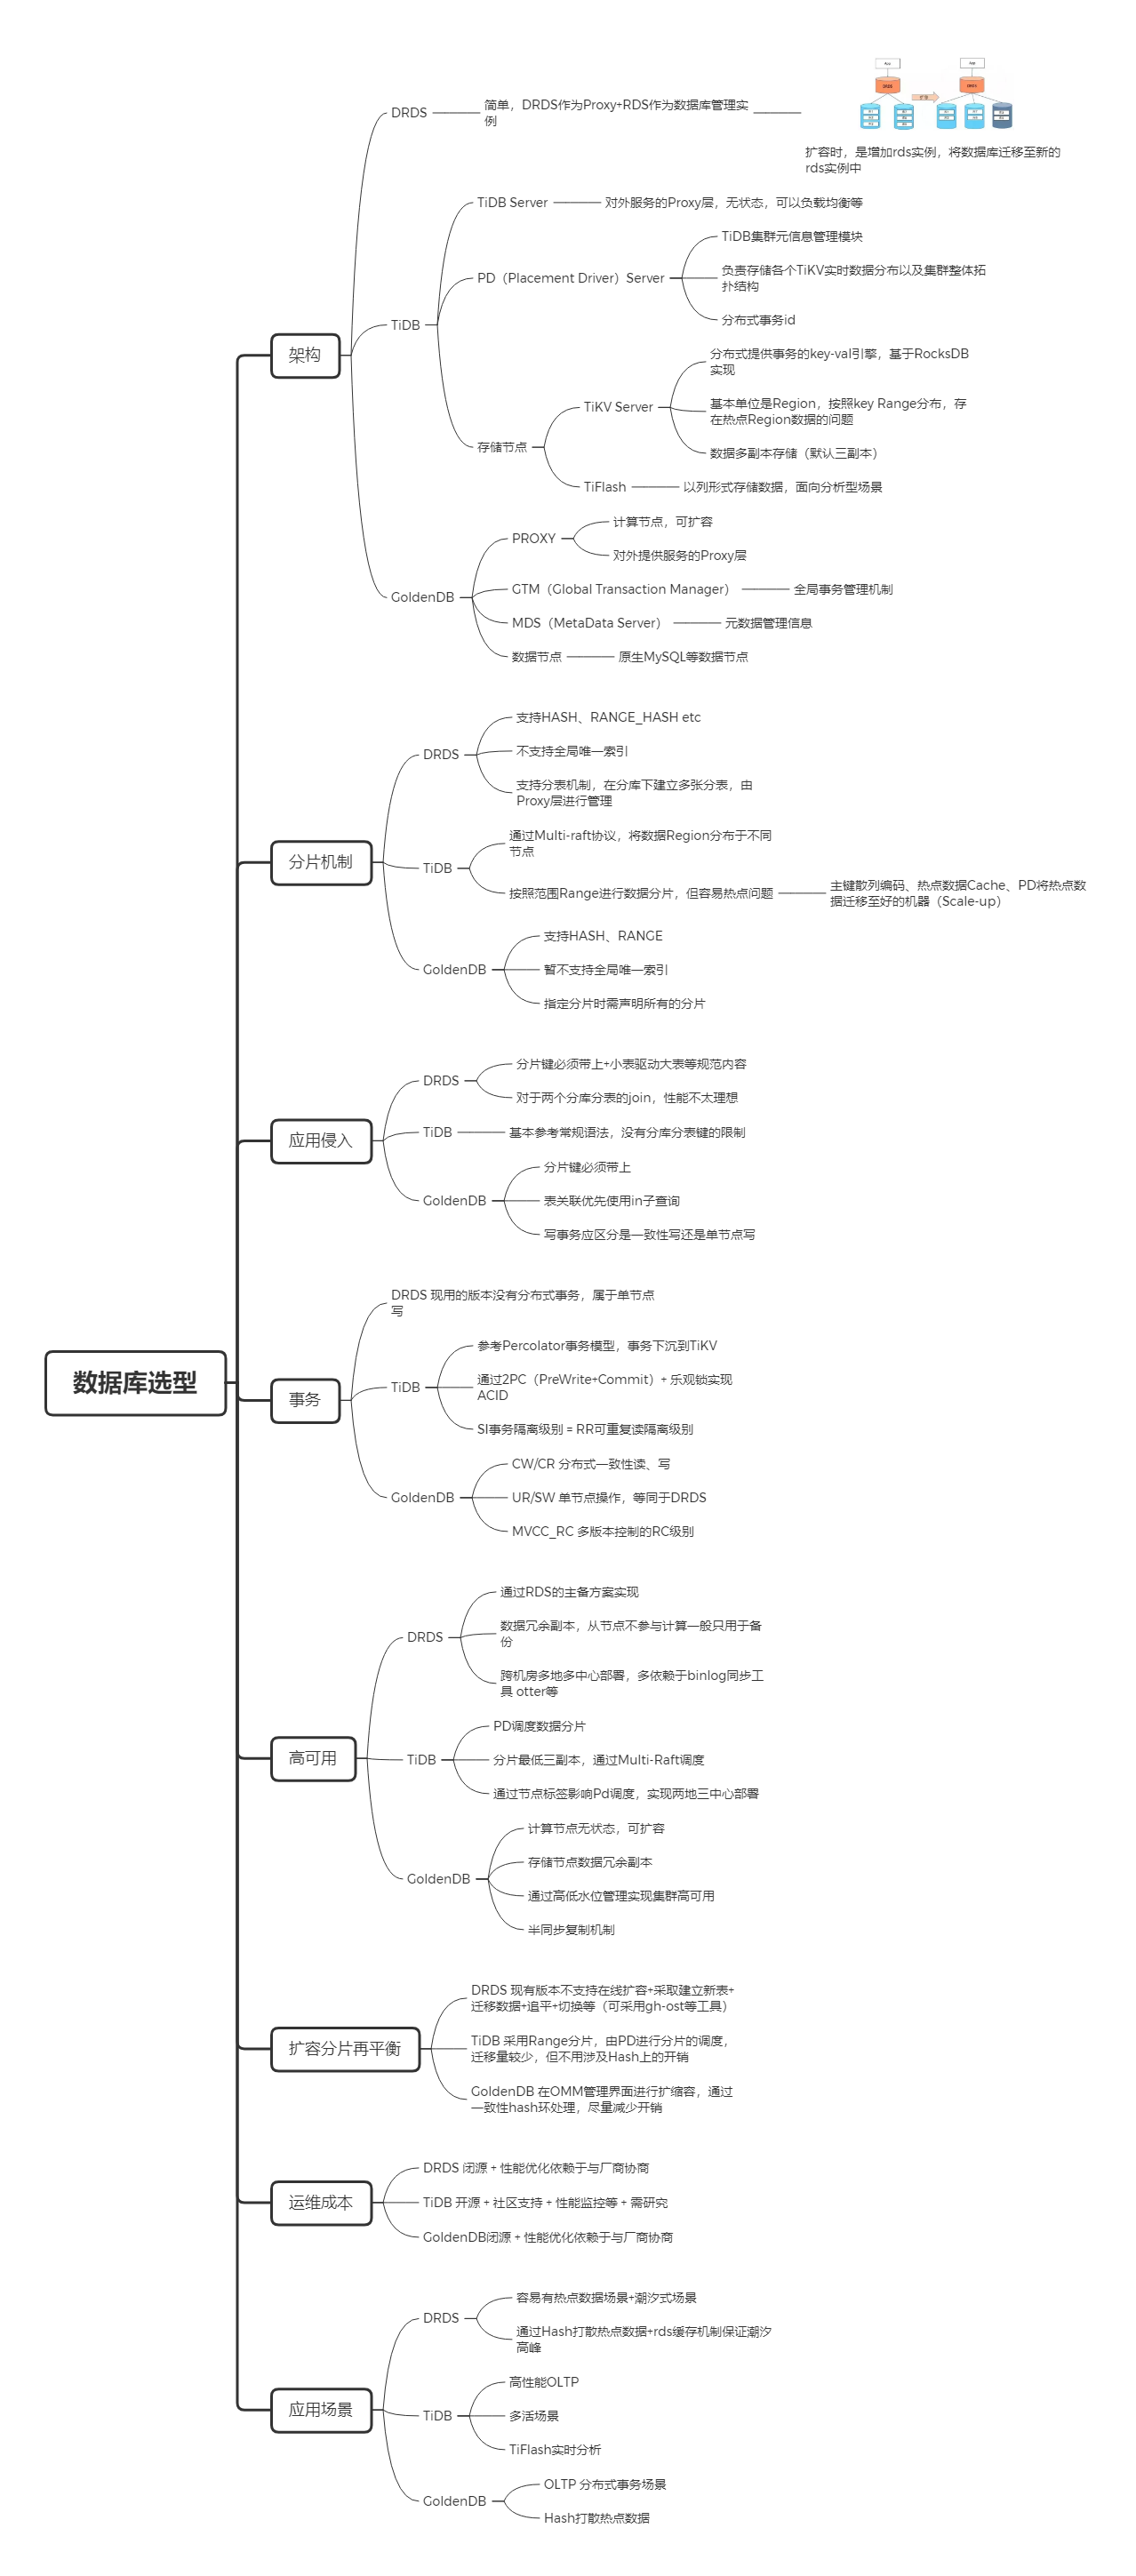 数据库选型
架构
DRDS
简单，DRDS作为Proxy+RDS作为数据库管理实
例
App
DRDS
扩容
App
DRDS
扩容时，是增加rds实例，将数据库迁移至新的
rds实例中
TiDB
TiDB Server
对外服务的Proxy层，无状态，可以负载均衡等
PD（Placement Driver）Server
TiDB集群元信息管理模块
负责存储各个TiKV实时数据分布以及集群整体拓
扑结构
分布式事务id
存储节点
TiKV Server
分布式提供事务的key-val引擎，基于RocksDB
实现
基本单位是Region，按照key Range分布，存
在热点Region数据的问题
数据多副本存储（默认三副本）
TiFlash
以列形式存储数据，面向分析型场景
GoldenDB
PROXY
计算节点，可扩容
对外提供服务的Proxy层
GTM（Global Transaction Manager）
全局事务管理机制
MDS（MetaData Server）
元数据管理信息
数据节点
原生MySQL等数据节点
分片机制
DRDS
支持HASH、RANGE_HASH etc
不支持全局唯一索引
支持分表机制，在分库下建立多张分表，由
Proxy层进行管理
TiDB
通过Multi-raft协议，将数据Region分布于不同
节点
按照范围Range进行数据分片，但容易热点问题
主键散列编码、热点数据Cache、PD将热点数
据迁移至好的机器（Scale-up）
GoldenDB
支持HASH、RANGE
暂不支持全局唯一索引
指定分片时需声明所有的分片
应用侵入
DRDS
分片键必须带上+小表驱动大表等规范内容
对于两个分库分表的join，性能不太理想
TiDB
基本参考常规语法，没有分库分表键的限制
GoldenDB
分片键必须带上
表关联优先使用in子查询
写事务应区分是一致性写还是单节点写
事务
DRDS 现用的版本没有分布式事务，属于单节点
写
TiDB
参考Percolator事务模型，事务下沉到TiKV
通过2PC（PreWrite+Commit）+ 乐观锁实现
ACID
SI事务隔离级别 = RR可重复读隔离级别
GoldenDB
CW/CR 分布式一致性读、写
UR/SW 单节点操作，等同于DRDS
MVCC_RC 多版本控制的RC级别
高可用
DRDS
通过RDS的主备方案实现
数据冗余副本，从节点不参与计算一般只用于备
份
跨机房多地多中心部署，多依赖于binlog同步工
具 otter等
TiDB
PD调度数据分片
分片最低三副本，通过Multi-Raft调度
通过节点标签影响Pd调度，实现两地三中心部署
GoldenDB
计算节点无状态，可扩容
存储节点数据冗余副本
通过高低水位管理实现集群高可用
半同步复制机制
扩容分片再平衡
DRDS 现有版本不支持在线扩容+采取建立新表+
迁移数据+追平+切换等（可采用gh-ost等工具）
TiDB 采用Range分片，由PD进行分片的调度，
迁移量较少，但不用涉及Hash上的开销
GoldenDB 在OMM管理界面进行扩缩容，通过
一致性hash环处理，尽量减少开销
运维成本
DRDS 闭源 + 性能优化依赖于与厂商协商
TiDB 开源 + 社区支持 + 性能监控等 + 需研究
GoldenDB闭源 + 性能优化依赖于与厂商协商
应用场景
DRDS
容易有热点数据场景+潮汐式场景
通过Hash打散热点数据+rds缓存机制保证潮汐
高峰
TiDB
高性能OLTP
多活场景
TiFlash实时分析
GoldenDB
OLTP 分布式事务场景
Hash打散热点数据